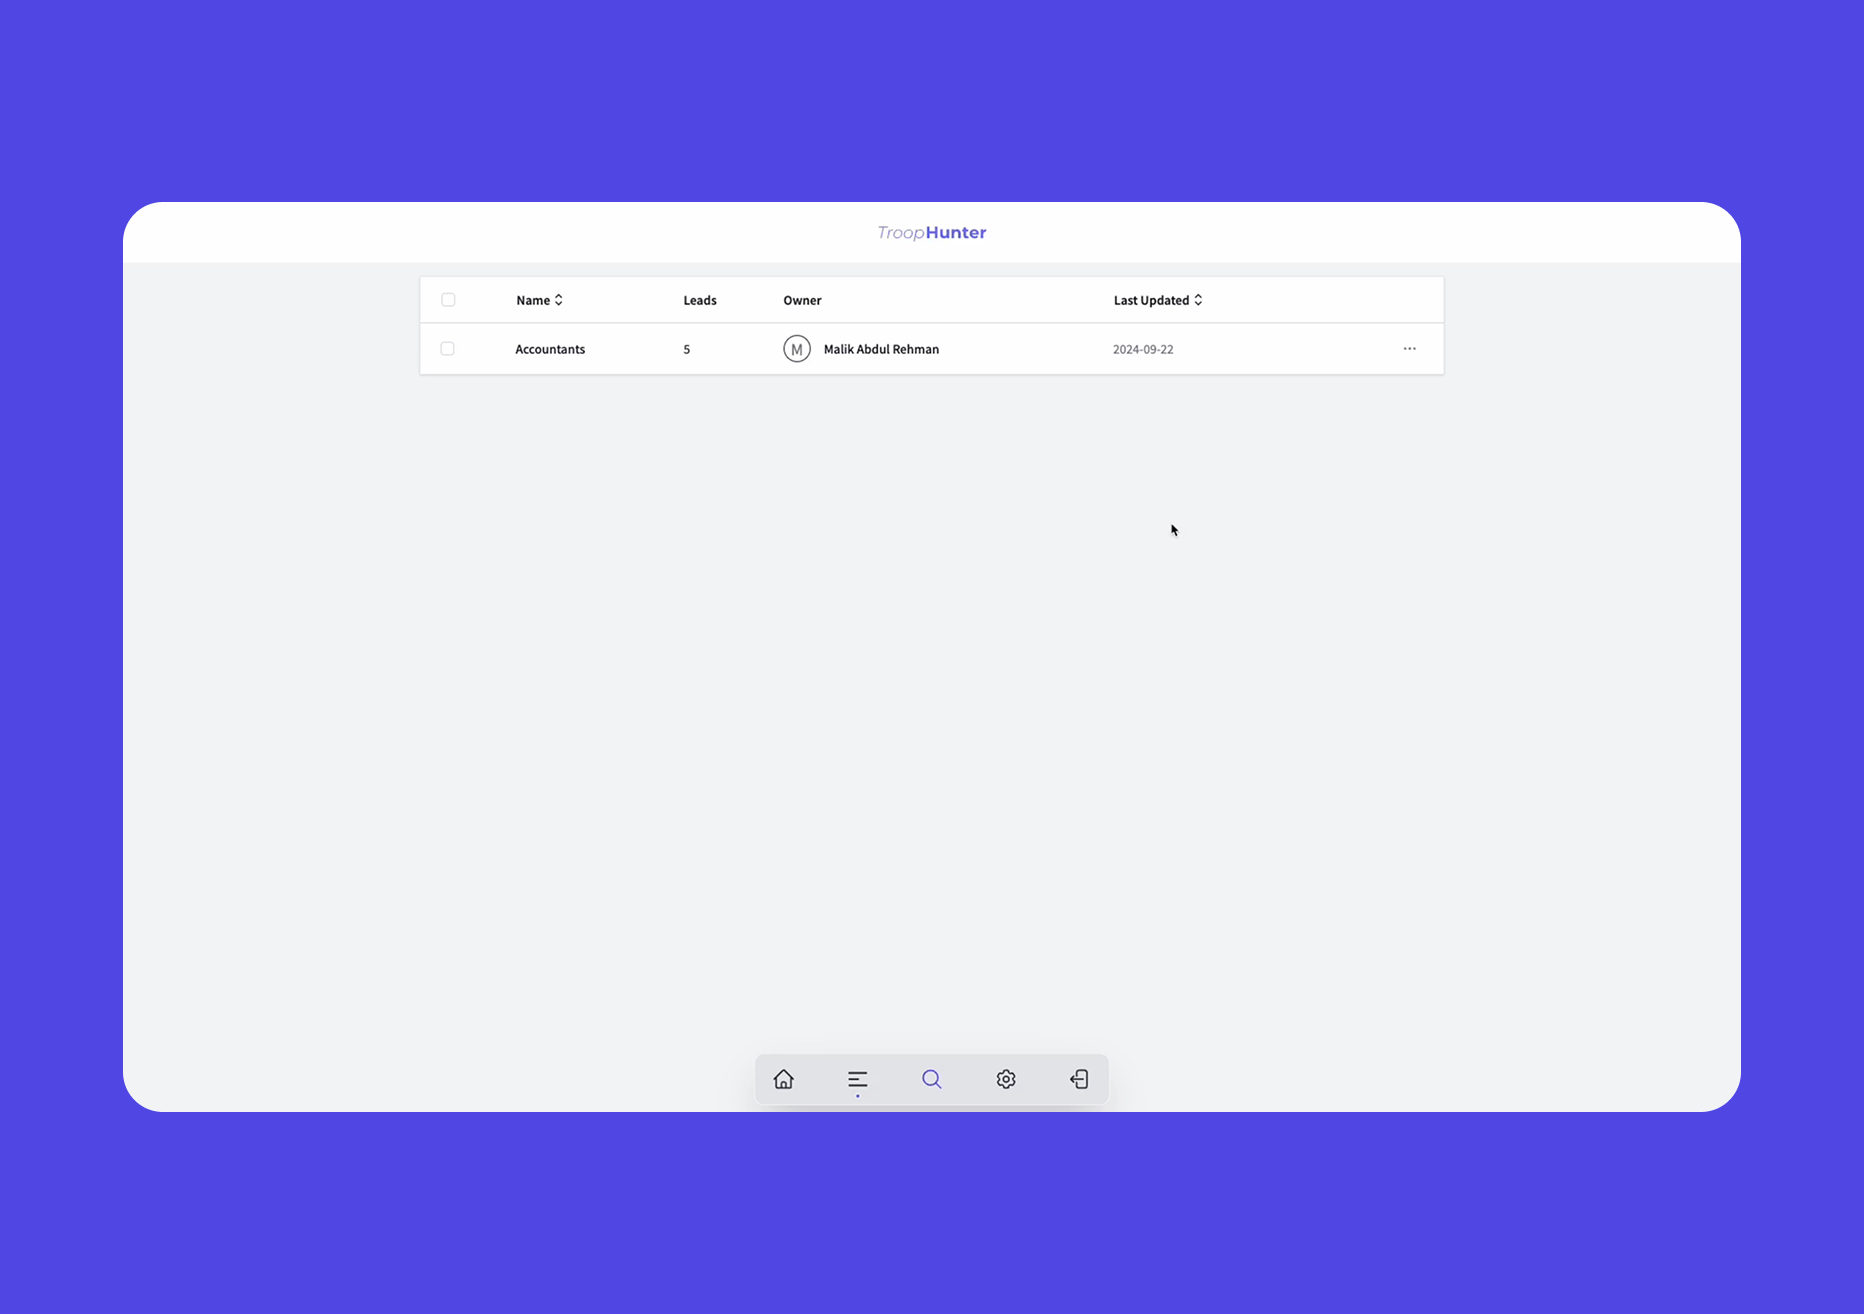 TroopHunter
Name Leads Owner Last Updated
Accountants 5 M Malik Abdul Rehman 2024-09-22